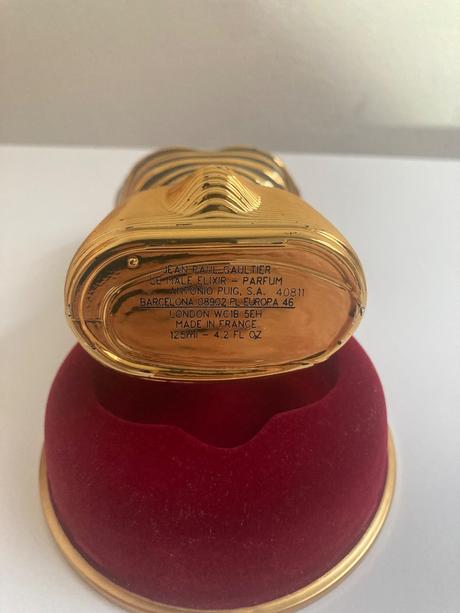 JEAN PAUL GAULTIER
LE MALE ELIXIR - PARFUM
ANTONIO PUIG, S.A. 40811
BARCELONA 08902 PL EUROPA 46
LONDON WC1B 5EH
MADE IN FRANCE
125ml - 4.2 FL OZ